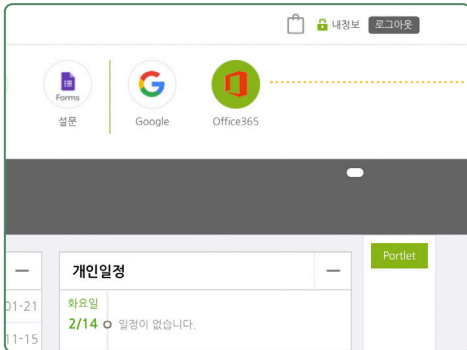 내정보 로그아웃
Forms
설문 Google Office365
Portlet
개인일정
01-21 화요일
2/14 일정이 없습니다.
11-15